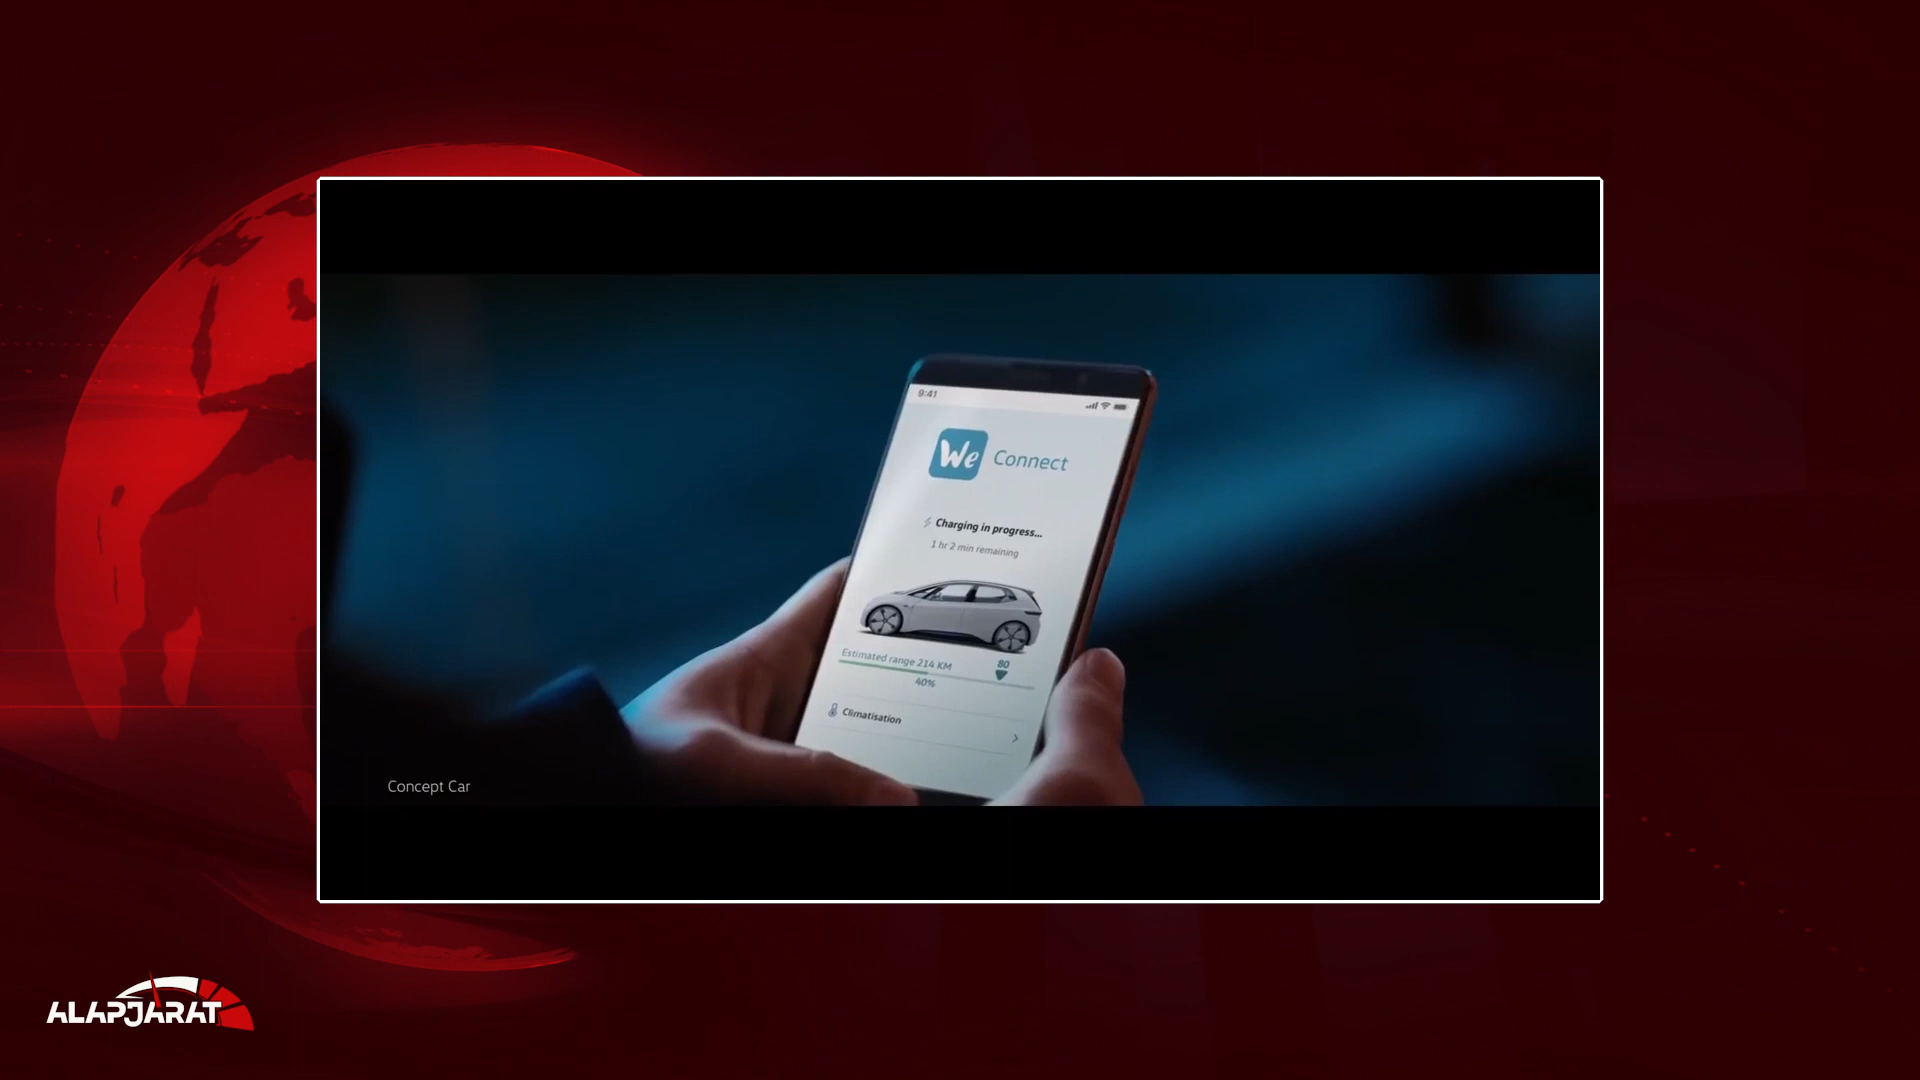 9:41
We Connect
Charging in progress...
1 hr 2 min remaining
Estimated range 214 KM
80
40%
Climatisation
Concept Car
ALAPJARAT